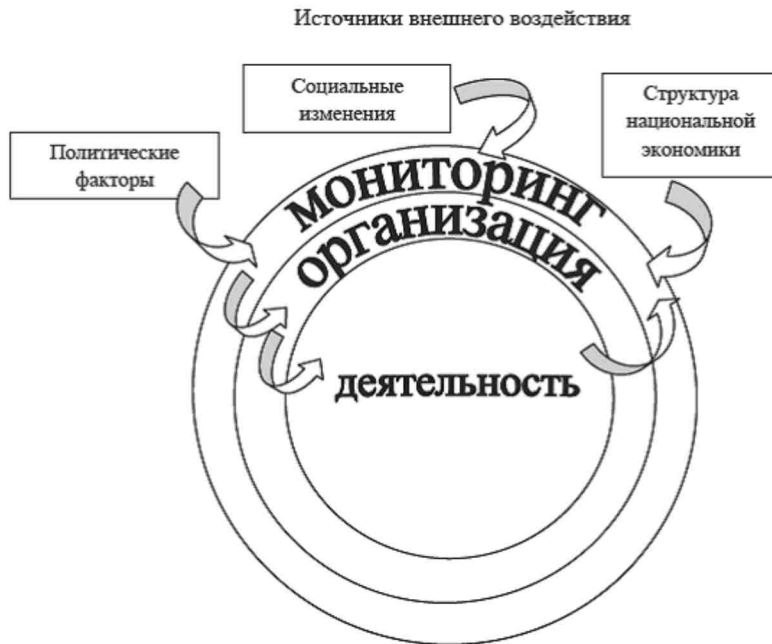 Источники внешнего воздействия
Социальные
изменения
Структура
национальной
экономики
Политические
факторы
мониторинг
организация
деятельность